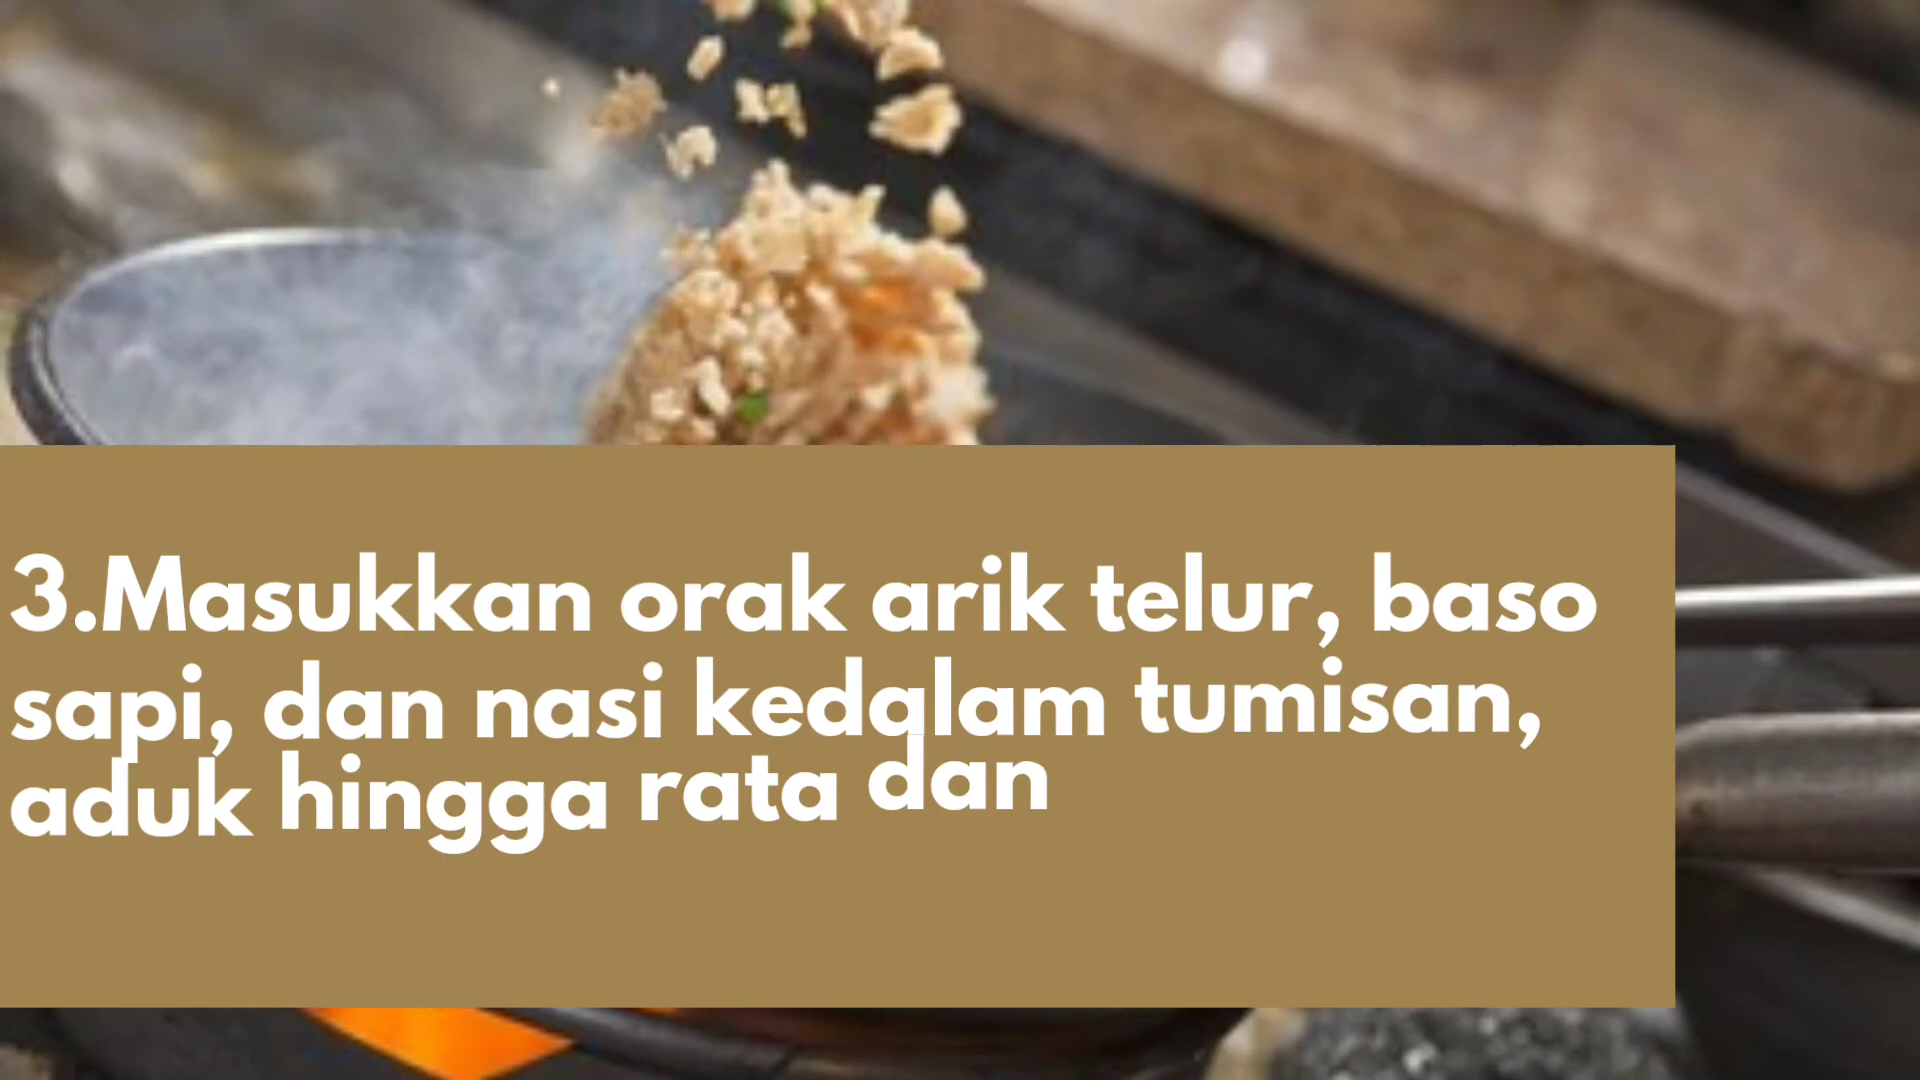 3.Masukkan orak arik telur, baso
sapi, dan nasi kedalam tumisan,
aduk hingga rata dan